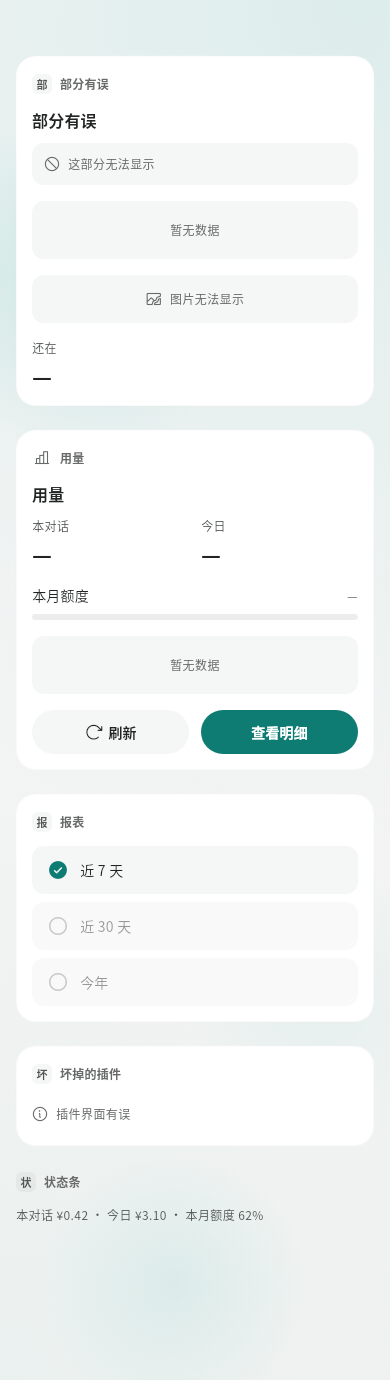 部 部分有误
部分有误
这部分无法显示
暂无数据
图片无法显示
还在
—
用量
用量
本对话 今日
— —
本月额度 —
暂无数据
刷新 查看明细
报 报表
近 7 天
近 30 天
今年
坏 坏掉的插件
插件界面有误
状 状态条
本对话 ¥0.42 · 今日 ¥3.10 · 本月额度 62%